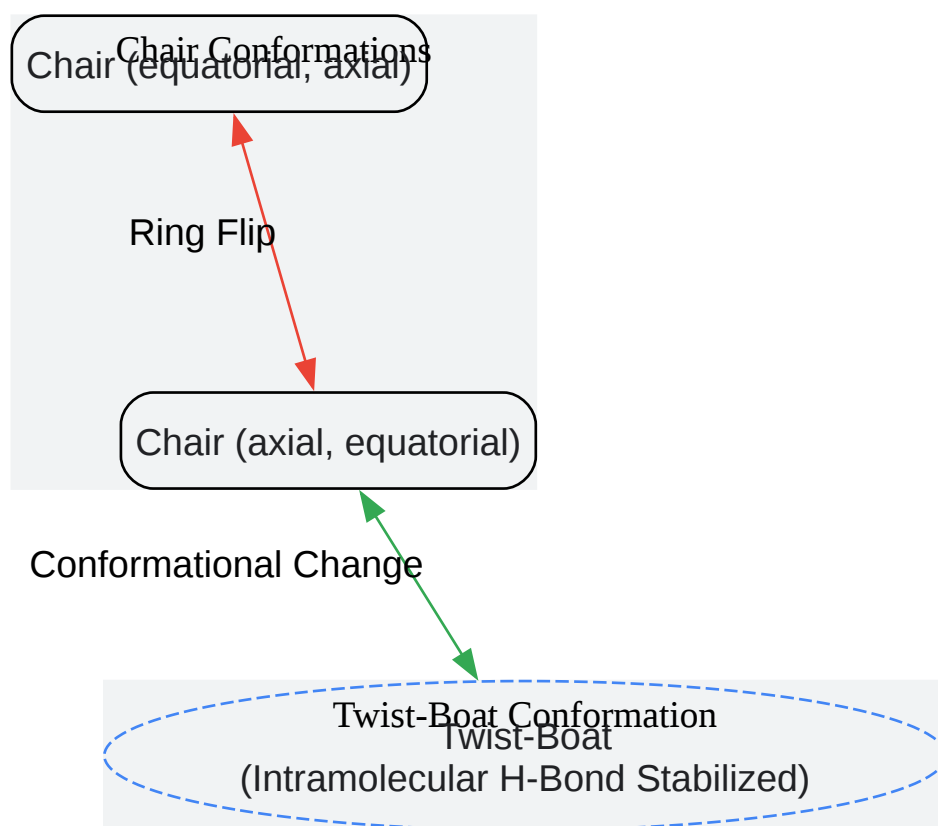 Chair Conformations
Chair (equatorial, axial)
Ring Flip
Chair (axial, equatorial)
Conformational Change
Twist-Boat Conformation
Twist-Boat
(Intramolecular H-Bond Stabilized)